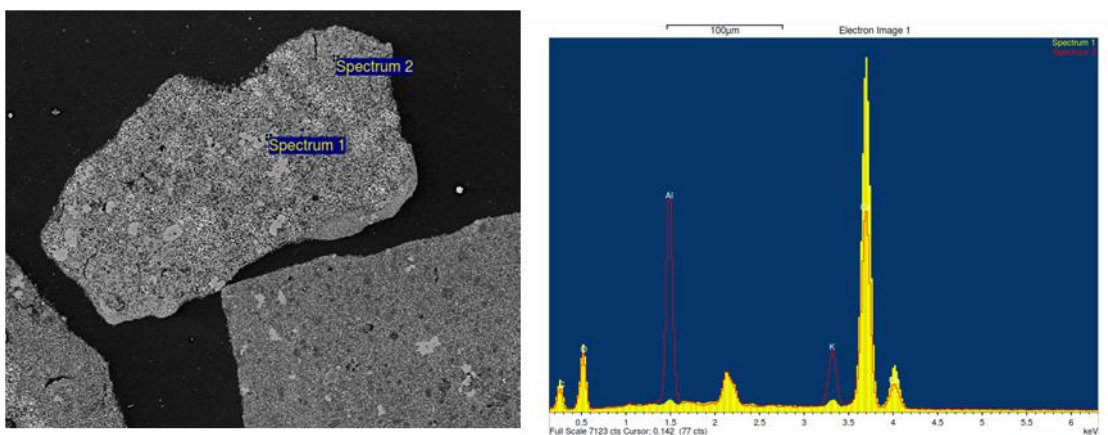 Spectrum 2
Spectrum 1
100µm
Electron Image 1
Spectrum 1
Al
K
O
0.5 1 1.5 2 2.5 3 3.5 4 4.5 5 5.5 6
Full Scale 7123 cts Cursor: 0.142 (77 cts)
keV